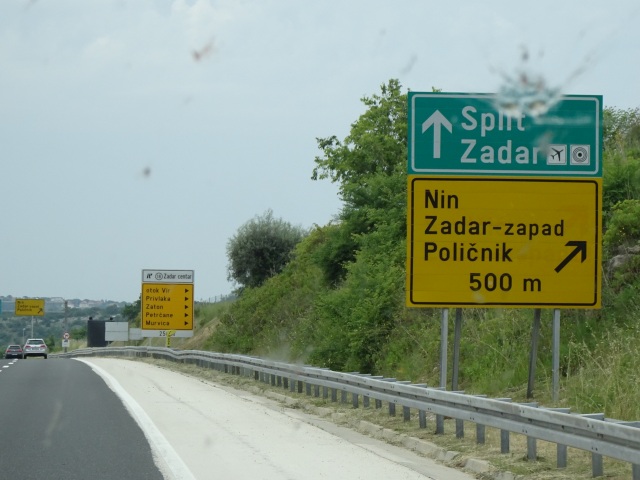 Split
Zadar
Nin
Zadar-zapad
Poličnik
500 m
Zadar centar
otok Vir
Privlaka
Zaton
Petrčane
Murvica